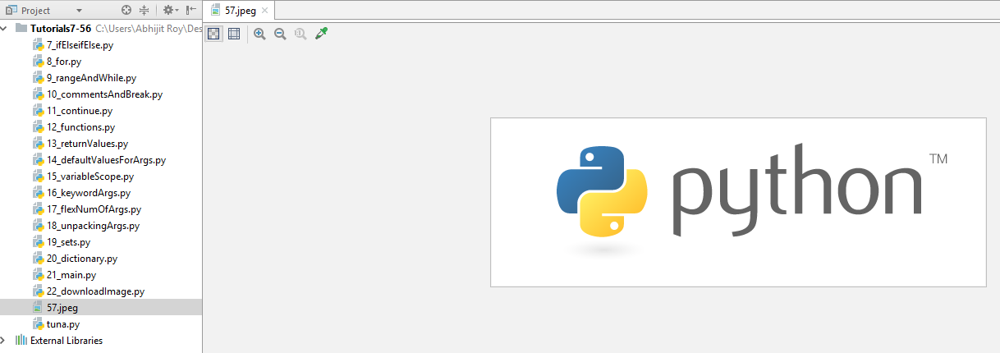 Project
57.jpeg
Tutorials7-56 C:\Users\Abhijit Roy\Des
7_ifElseifElse.py
8_for.py
9_rangeAndWhile.py
10_commentsAndBreak.py
11_continue.py
12_functions.py
13_returnValues.py
14_defaultValuesForArgs.py
15_variableScope.py
16_keywordArgs.py
17_flexNumOfArgs.py
18_unpackingArgs.py
19_sets.py
20_dictionary.py
21_main.py
22_downloadImage.py
57.jpeg
tuna.py
External Libraries
python™